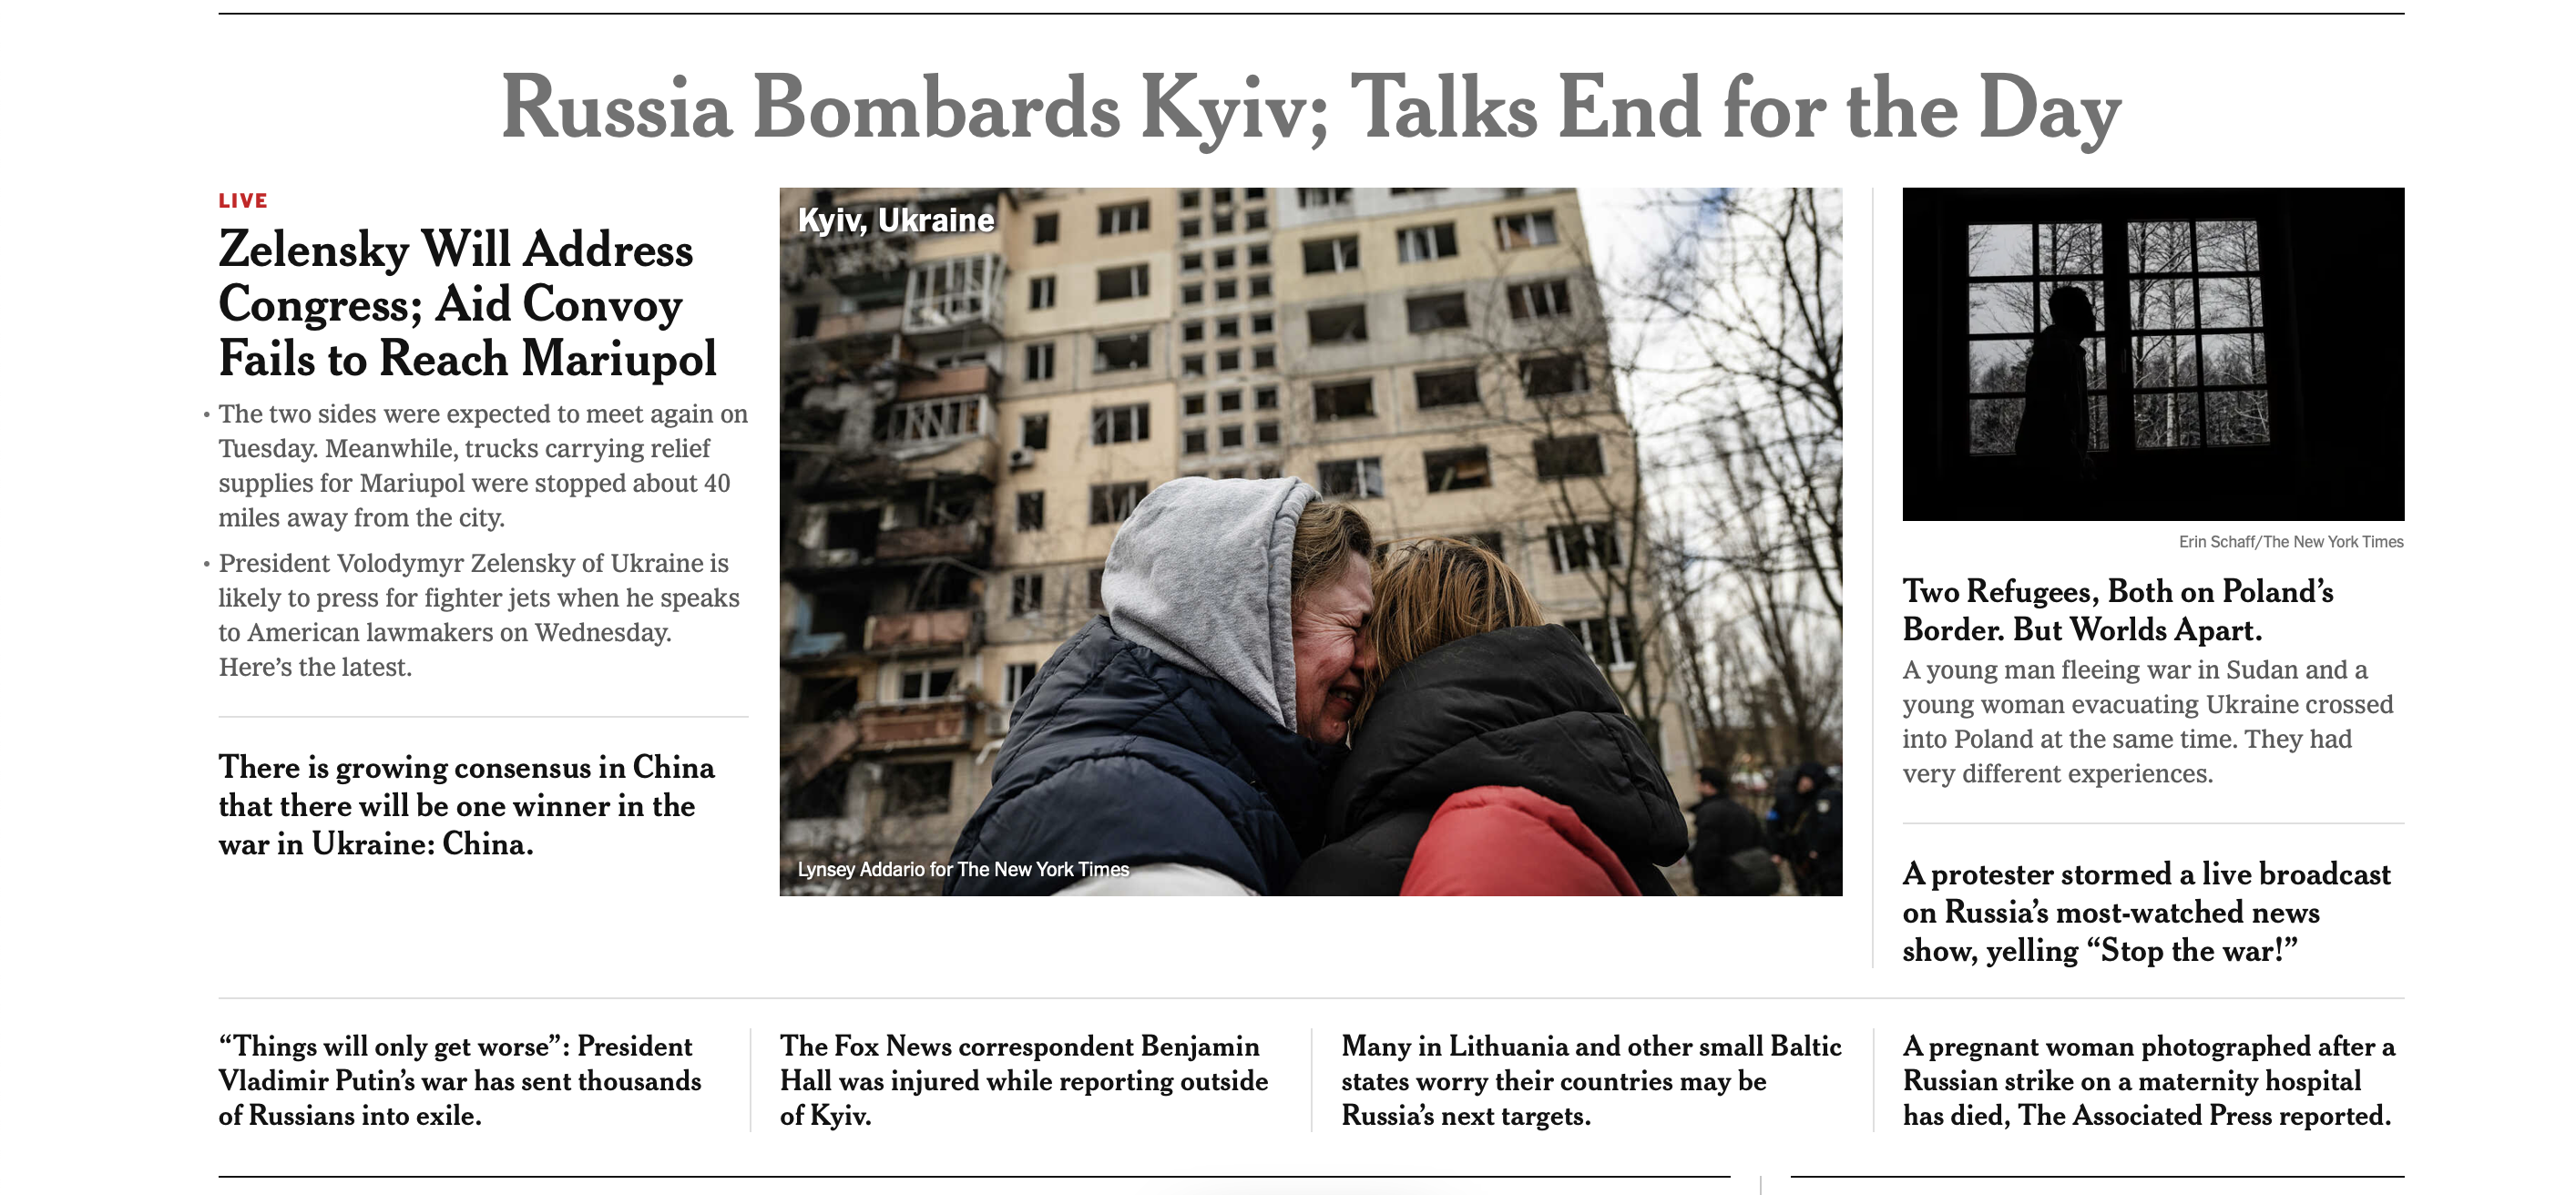 Russia Bombards Kyiv; Talks End for the Day
LIVE
Zelensky Will Address
Congress; Aid Convoy
Fails to Reach Mariupol
• The two sides were expected to meet again on
Tuesday. Meanwhile, trucks carrying relief
supplies for Mariupol were stopped about 40
miles away from the city.
• President Volodymyr Zelensky of Ukraine is
likely to press for fighter jets when he speaks
to American lawmakers on Wednesday.
Here’s the latest.
There is growing consensus in China
that there will be one winner in the
war in Ukraine: China.
Kyiv, Ukraine
Lynsey Addario for The New York Times
Erin Schaff/The New York Times
Two Refugees, Both on Poland’s
Border. But Worlds Apart.
A young man fleeing war in Sudan and a
young woman evacuating Ukraine crossed
into Poland at the same time. They had
very different experiences.
A protester stormed a live broadcast
on Russia’s most-watched news
show, yelling “Stop the war!”
“Things will only get worse”: President
Vladimir Putin’s war has sent thousands
of Russians into exile.
The Fox News correspondent Benjamin
Hall was injured while reporting outside
of Kyiv.
Many in Lithuania and other small Baltic
states worry their countries may be
Russia’s next targets.
A pregnant woman photographed after a
Russian strike on a maternity hospital
has died, The Associated Press reported.